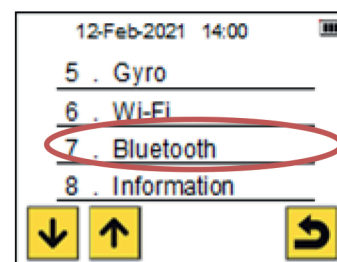 12-Feb-2021 14:00
5 . Gyro
6 . Wi-Fi
7 . Bluetooth
8 . Information